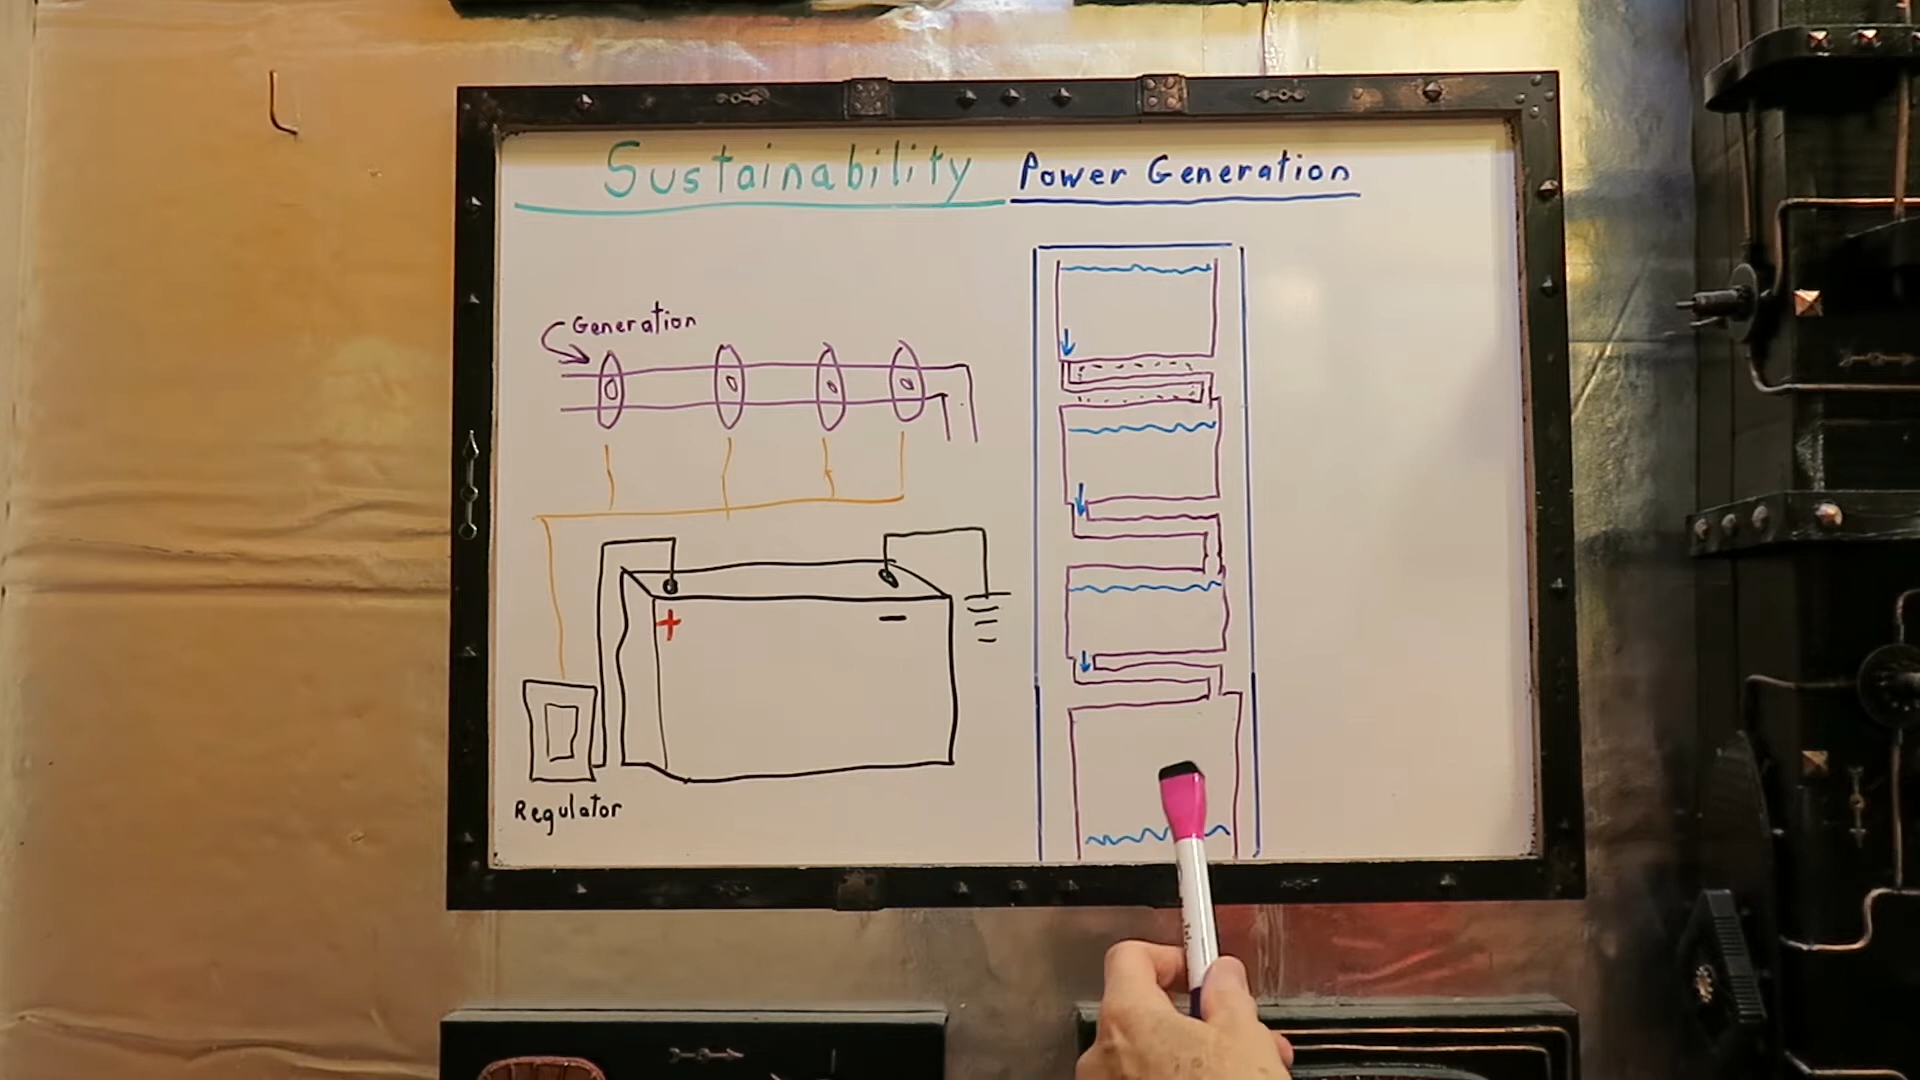 Sustainability Power Generation
Generation
+ −
Regulator